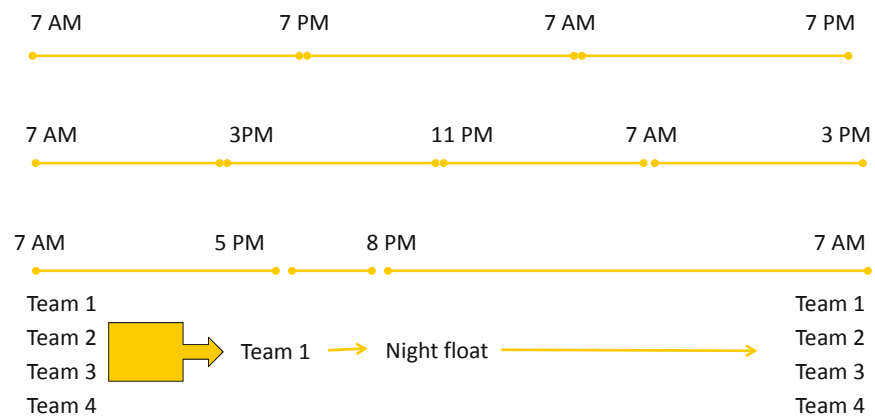 7 AM 7 PM 7 AM 7 PM
7 AM 3PM 11 PM 7 AM 3 PM
7 AM 5 PM 8 PM 7 AM
Team 1 Team 1
Team 2 Team 2
Team 1 Night float
Team 3 Team 3
Team 4 Team 4